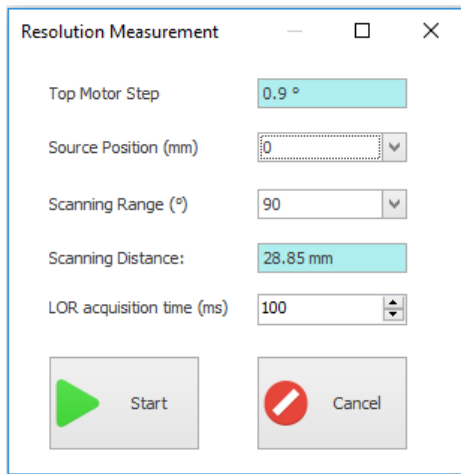 Resolution Measurement
Top Motor Step 0.9 °
Source Position (mm) 0
Scanning Range (°) 90
Scanning Distance: 28.85 mm
LOR acquisition time (ms) 100
Start Cancel